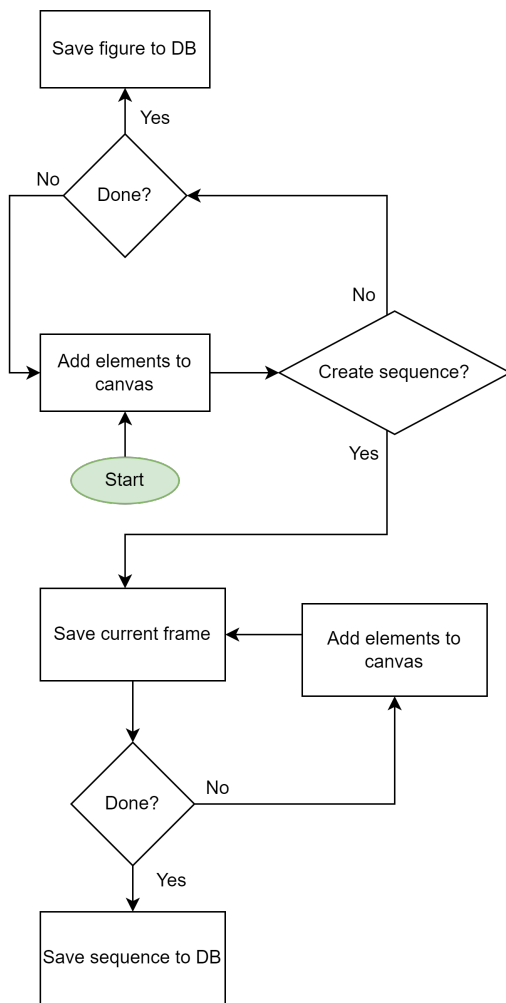 Save figure to DB
Yes
No
Done?
No
Add elements to
canvas
Create sequence?
Yes
Start
Save current frame
Add elements to
canvas
No
Done?
Yes
Save sequence to DB